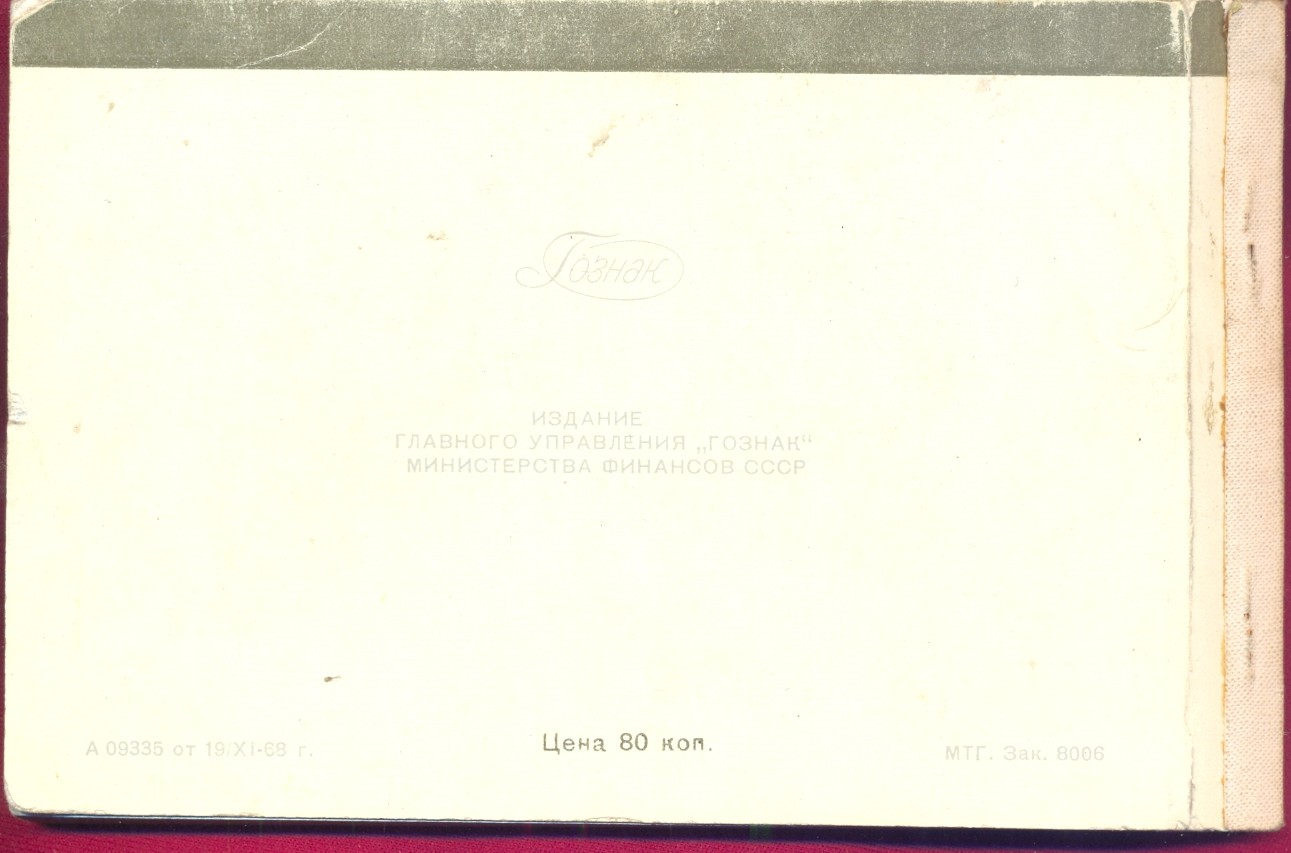 Гознак
ИЗДАНИЕ
ГЛАВНОГО УПРАВЛЕНИЯ „ГОЗНАК“
МИНИСТЕРСТВА ФИНАНСОВ СССР
Цена 80 коп.
А 09335 от 19/XI-68 г.
МТГ. Зак. 8006